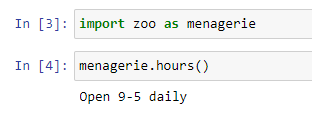 In [3]: import zoo as menagerie
In [4]: menagerie.hours()
Open 9-5 daily